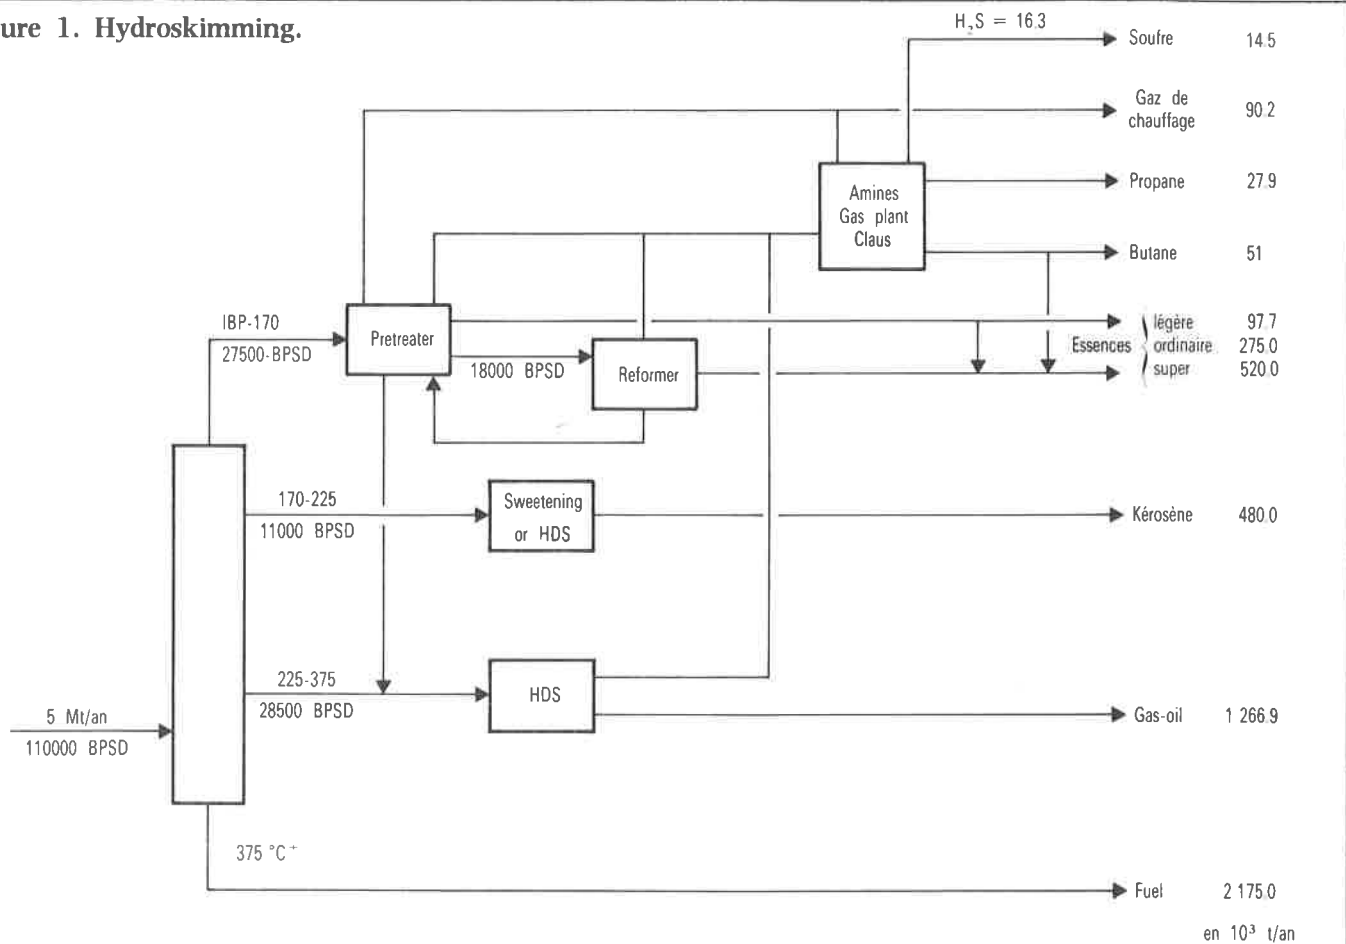 ure 1. Hydroskimming.
H₂S = 16.3
Soufre 14.5
Gaz de
chauffage 90.2
Amines
Gas plant
Claus
Propane 27.9
Butane 51
IBP-170
27500-BPSD
Pretreater
18000 BPSD
Reformer
Essences
légère 97.7
ordinaire 275.0
super 520.0
170-225
11000 BPSD
Sweetening
or HDS
Kérosène 480.0
225-375
28500 BPSD
HDS
Gas-oil 1 266.9
5 Mt/an
110000 BPSD
375 °C⁺
Fuel 2 175.0
en 10³ t/an